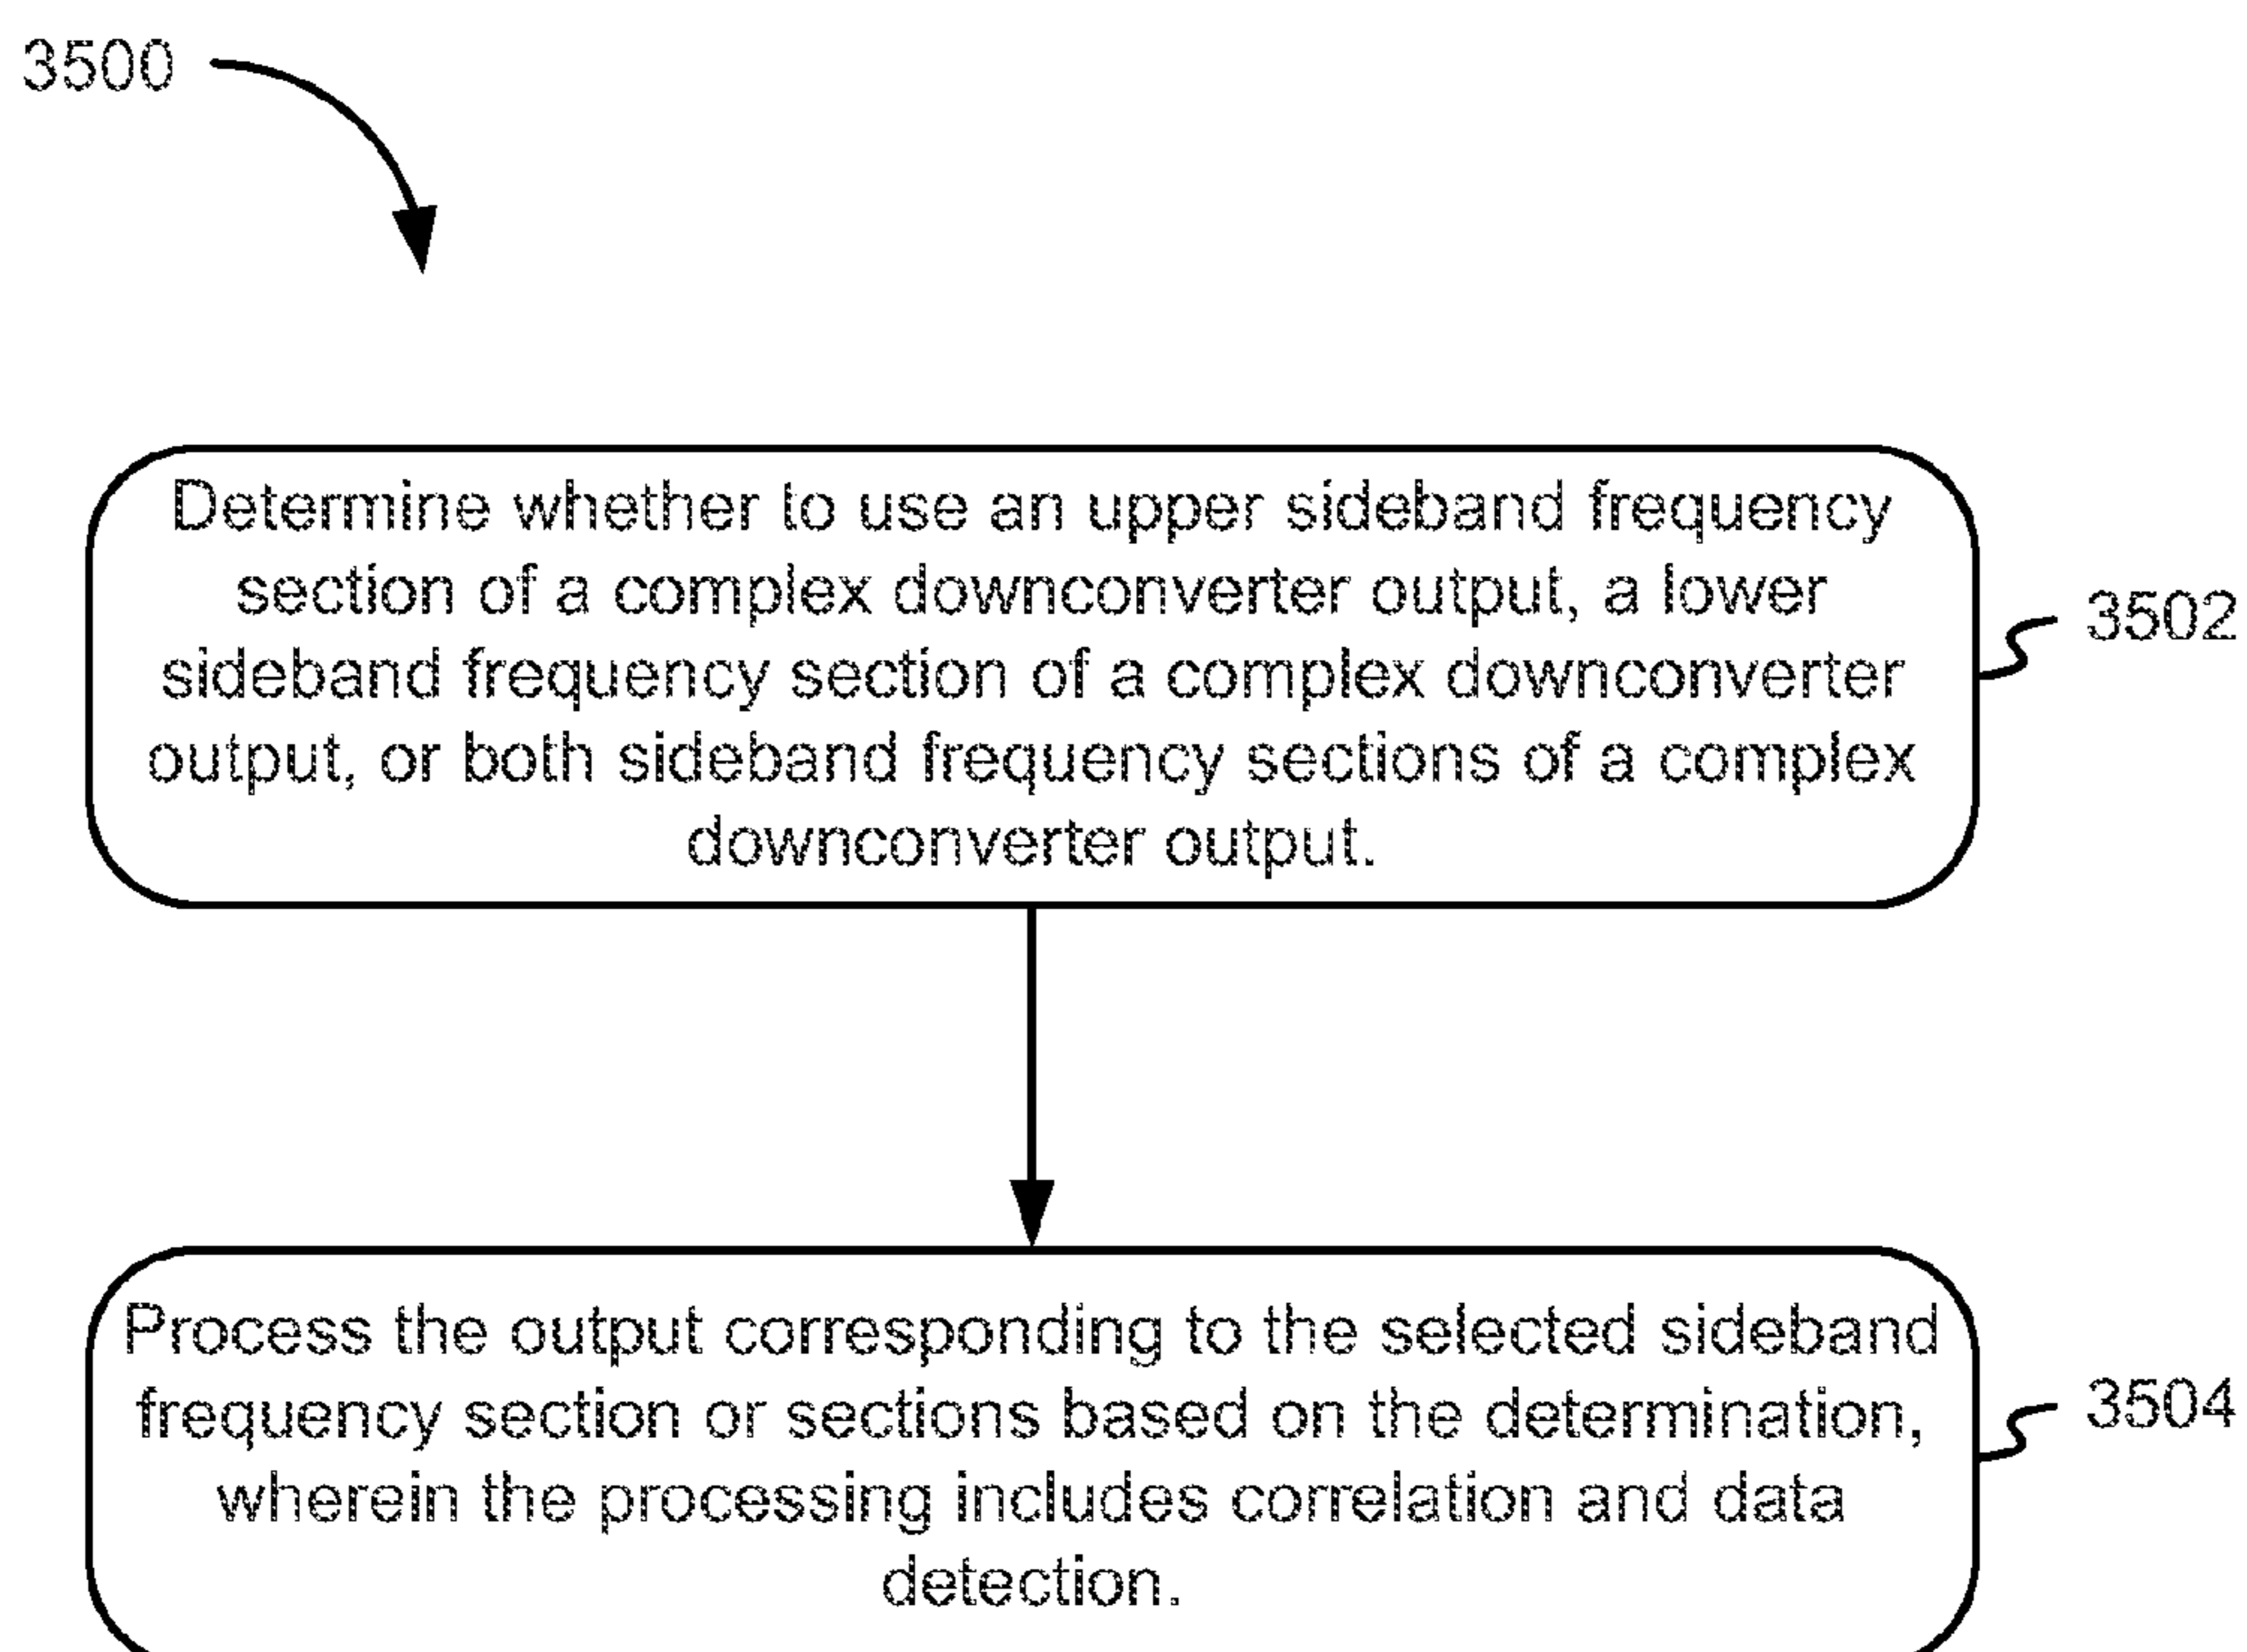 3500
Determine whether to use an upper sideband frequency
section of a complex downconverter output, a lower
sideband frequency section of a complex downconverter
output, or both sideband frequency sections of a complex
downconverter output.
3502
Process the output corresponding to the selected sideband
frequency section or sections based on the determination,
wherein the processing includes correlation and data
detection.
3504